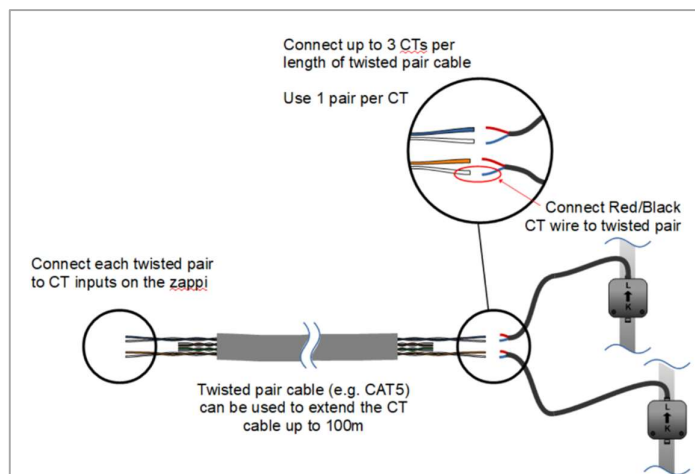 Connect up to 3 CTs per
length of twisted pair cable
Use 1 pair per CT
Connect Red/Black
CT wire to twisted pair
Connect each twisted pair
to CT inputs on the zappi
L
K
L
K
Twisted pair cable (e.g. CAT5)
can be used to extend the CT
cable up to 100m